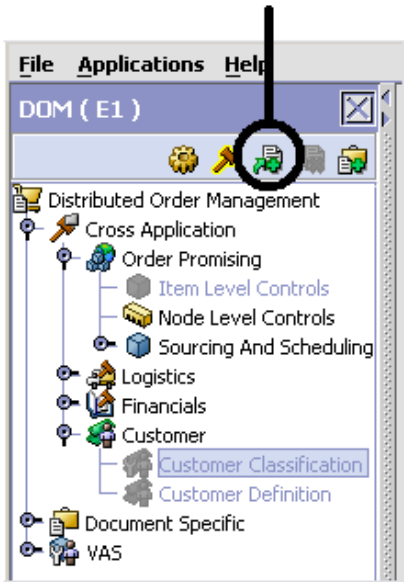 File Applications Help
DOM ( E1 )
Distributed Order Management
Cross Application
Order Promising
Item Level Controls
Node Level Controls
Sourcing And Scheduling
Logistics
Financials
Customer
Customer Classification
Customer Definition
Document Specific
VAS